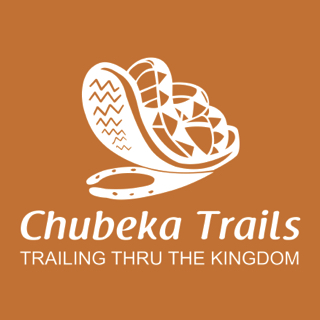 Chubeka Trails
TRAILING THRU THE KINGDOM